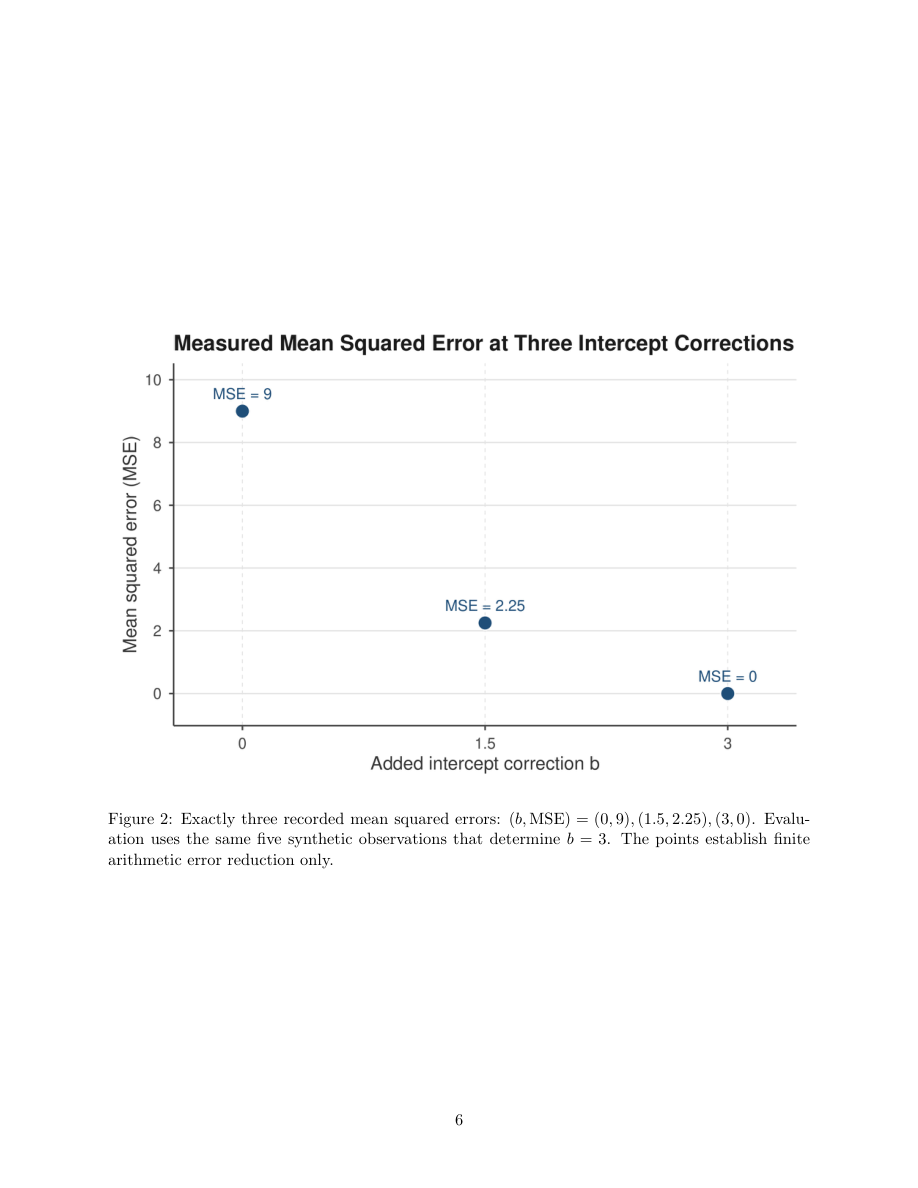 Measured Mean Squared Error at Three Intercept Corrections
10
MSE = 9
8
6
4
MSE = 2.25
2
MSE = 0
0
Mean squared error (MSE)
0 1.5 3
Added intercept correction b
Figure 2: Exactly three recorded mean squared errors: (b, MSE) = (0, 9), (1.5, 2.25), (3, 0). Evalu-
ation uses the same five synthetic observations that determine b = 3. The points establish finite
arithmetic error reduction only.
6